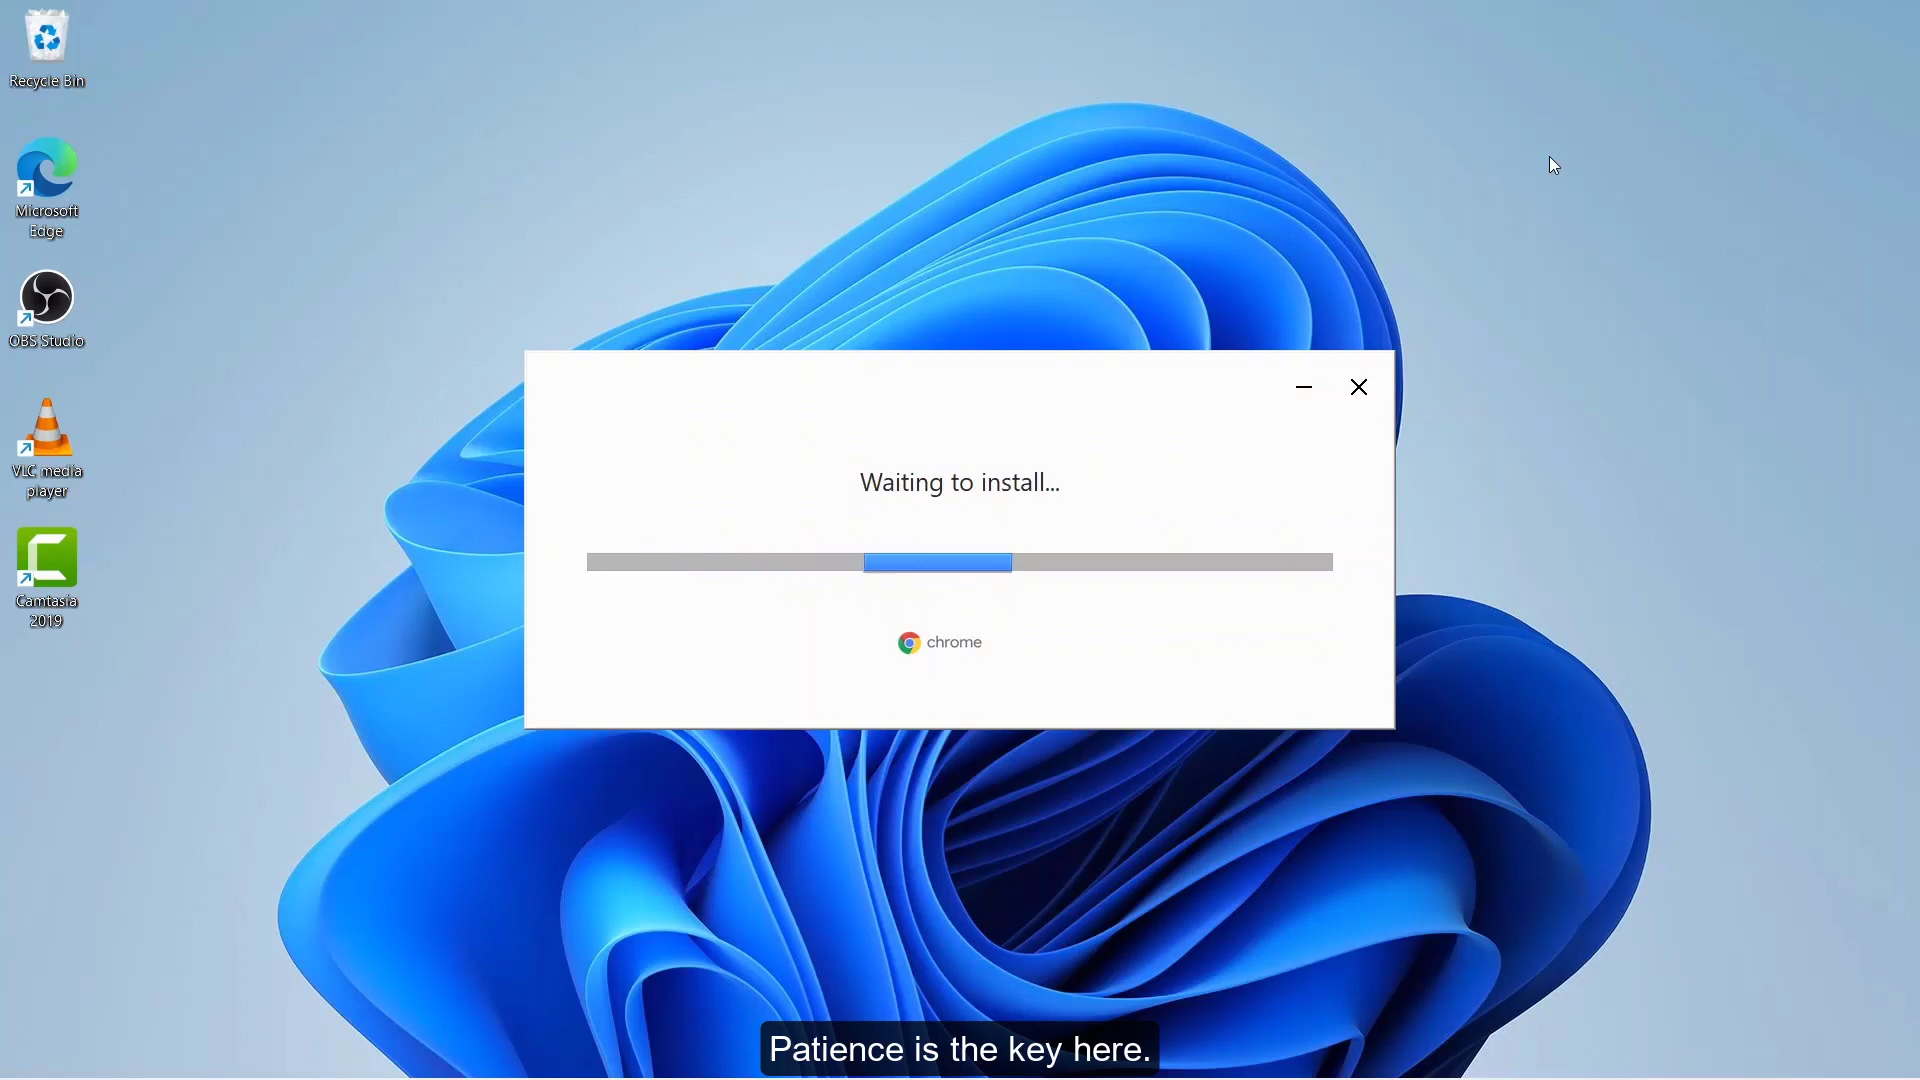 Recycle Bin
Microsoft
Edge
OBS Studio
VLC media
player
Camtasia
2019
Waiting to install...
chrome
Patience is the key here.